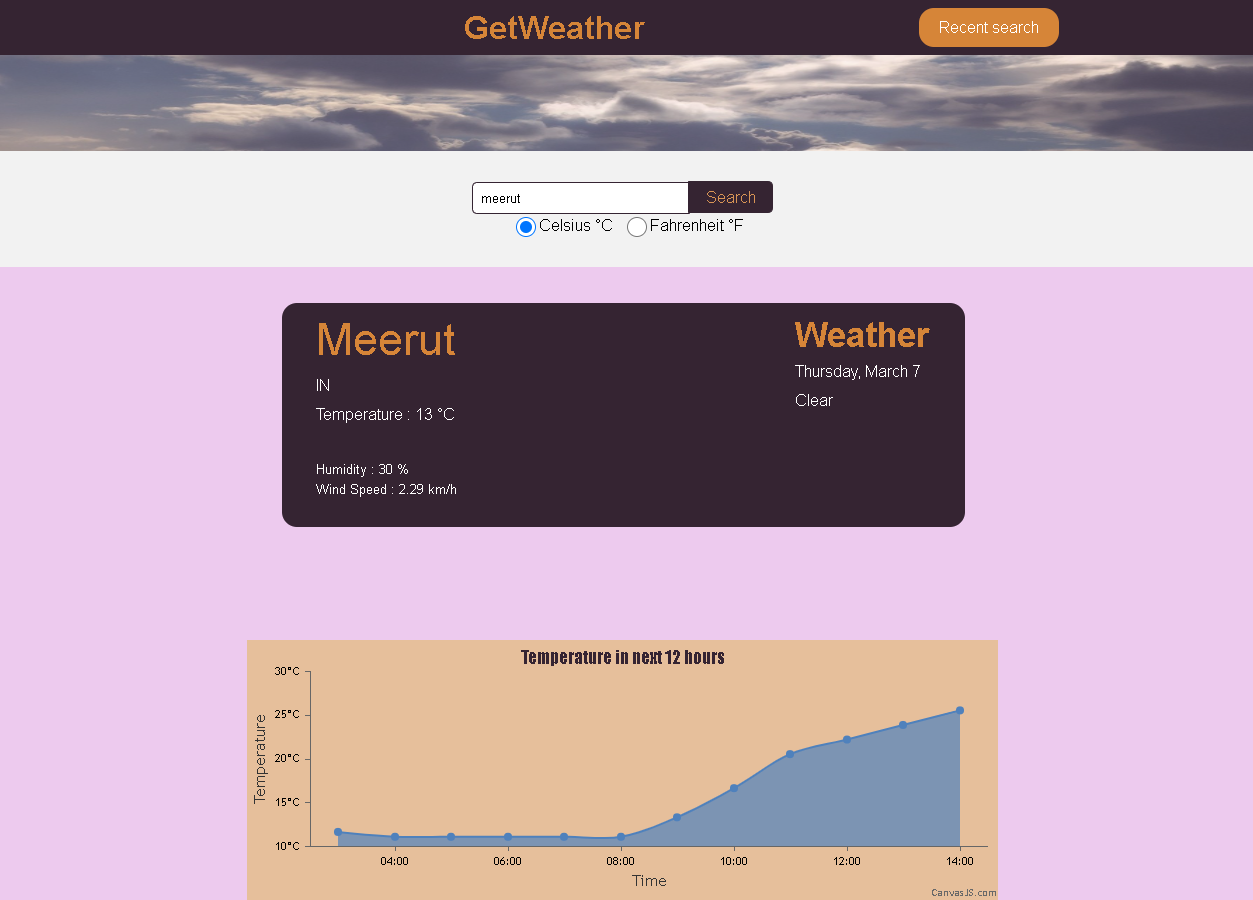 GetWeather
Recent search
meerut
Search
Celsius °C
Fahrenheit °F
Meerut
IN
Temperature : 13 °C
Humidity : 30 %
Wind Speed : 2.29 km/h
Weather
Thursday, March 7
Clear
Temperature in next 12 hours
30°C
25°C
20°C
15°C
10°C
Temperature
04:00
06:00
08:00
10:00
12:00
14:00
Time
CanvasJS.com